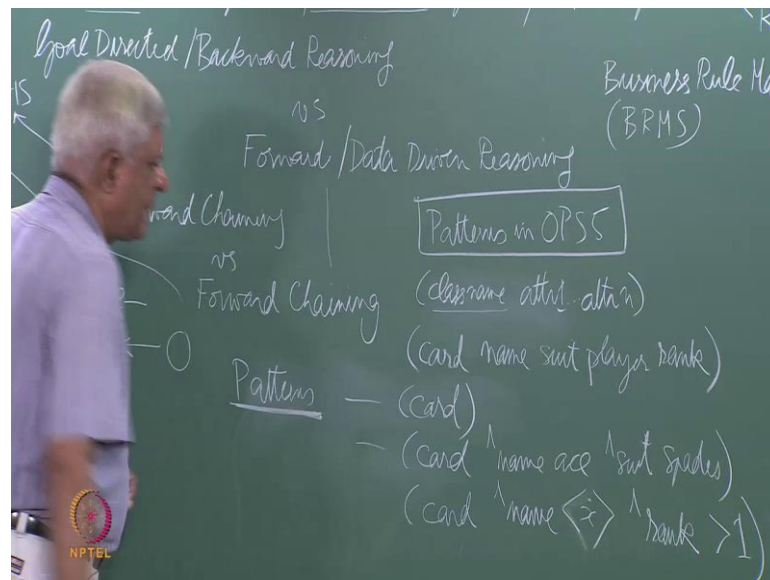 Goal Directed / Backward Reasoning
vs
Forward / Data Driven Reasoning
Business Rule
(BRMS)
Chaining
vs
Forward Chaining
Patterns in OPS5
(classname attr1... attrn)
(card name suit player rank)
Patterns — (card)
— (card ^name ace ^suit spades)
(card ^name <x> ^rank > 1)
NPTEL